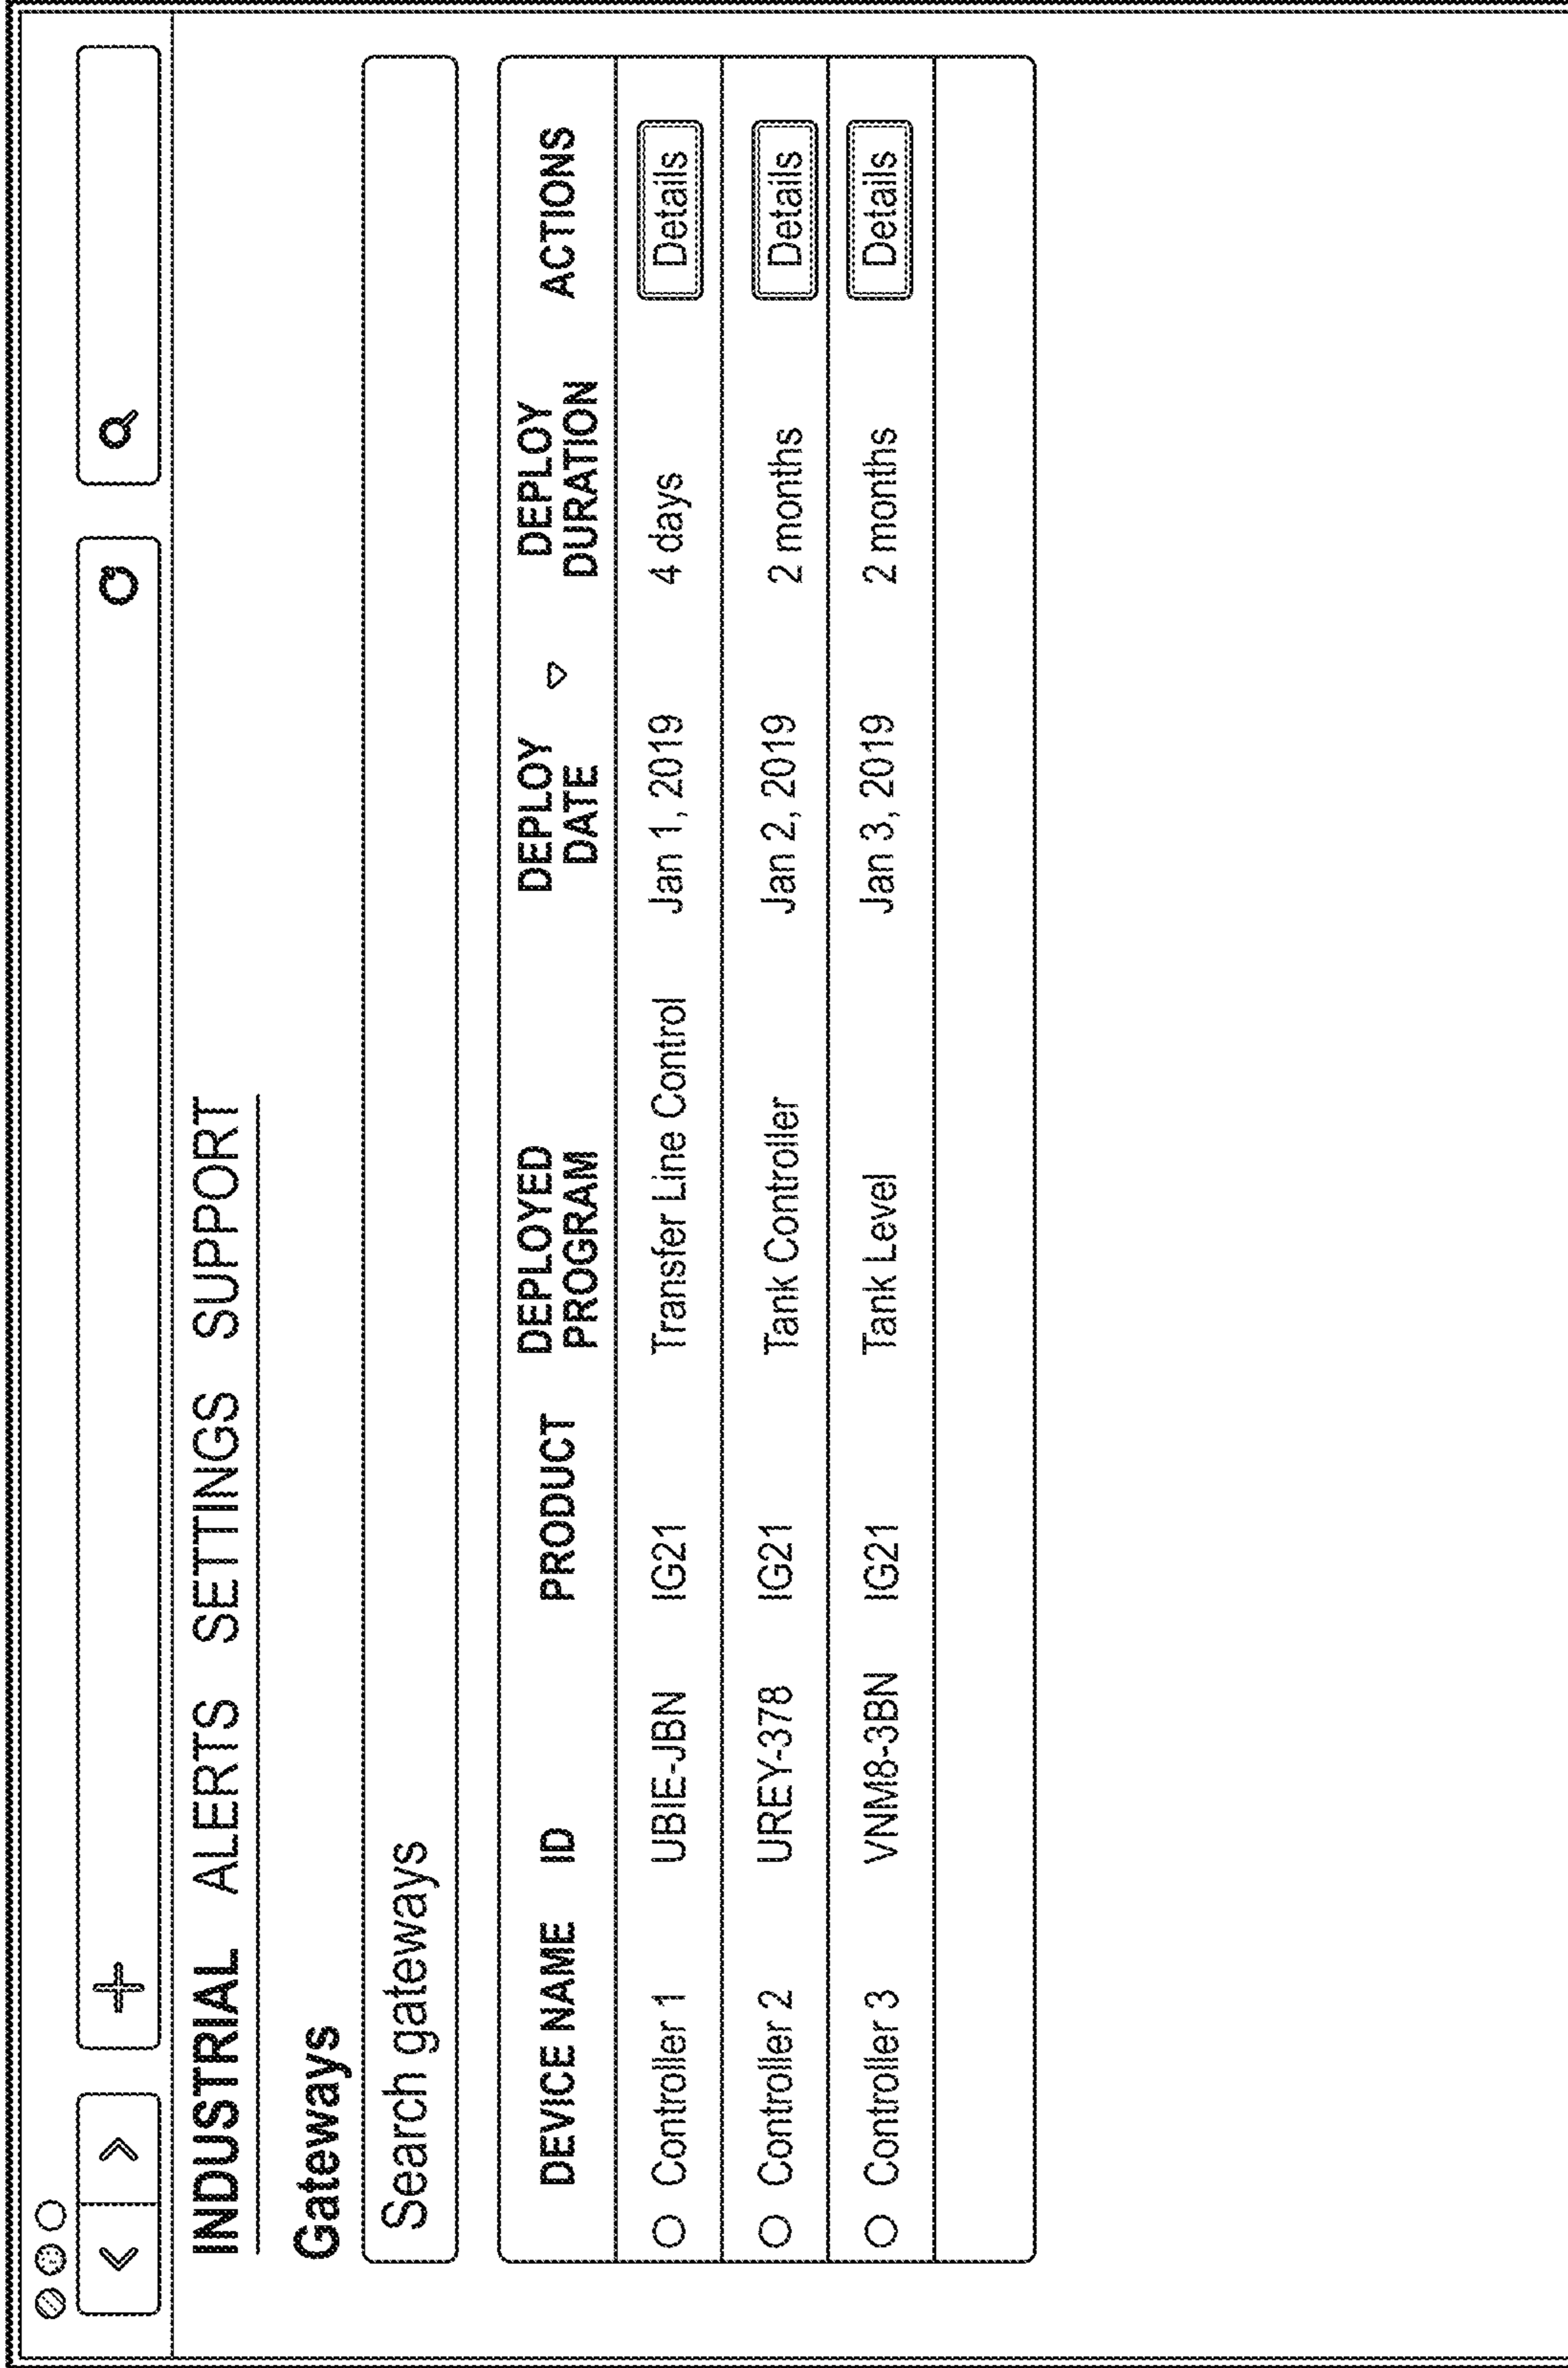 INDUSTRIAL ALERTS SETTINGS SUPPORT
Gateways
Search gateways
DEVICE NAME ID PRODUCT DEPLOYED PROGRAM DEPLOY DATE DEPLOY DURATION ACTIONS
Controller 1 UBIE-JBN IG21 Transfer Line Control Jan 1, 2019 4 days Details
Controller 2 UREY-378 IG21 Tank Controller Jan 2, 2019 2 months Details
Controller 3 VNM8-3BN IG21 Tank Level Jan 3, 2019 2 months Details